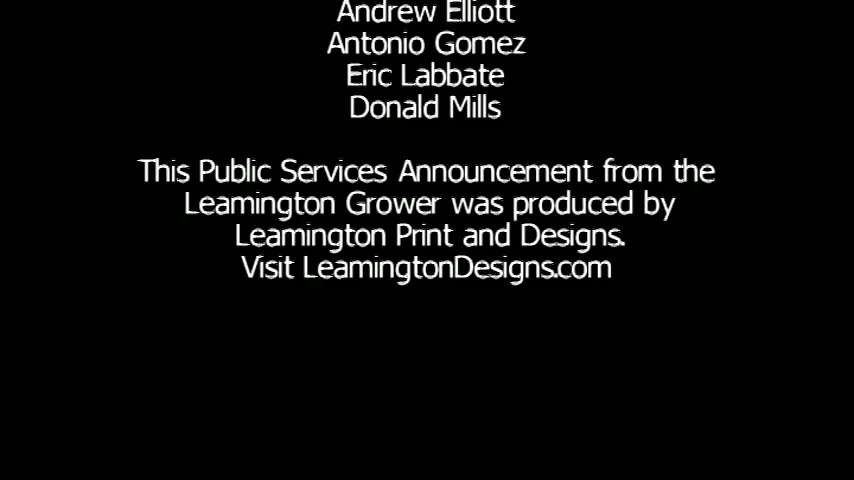 Andrew Elliott
Antonio Gomez
Eric Labbate
Donald Mills
This Public Services Announcement from the
Leamington Grower was produced by
Leamington Print and Designs.
Visit LeamingtonDesigns.com